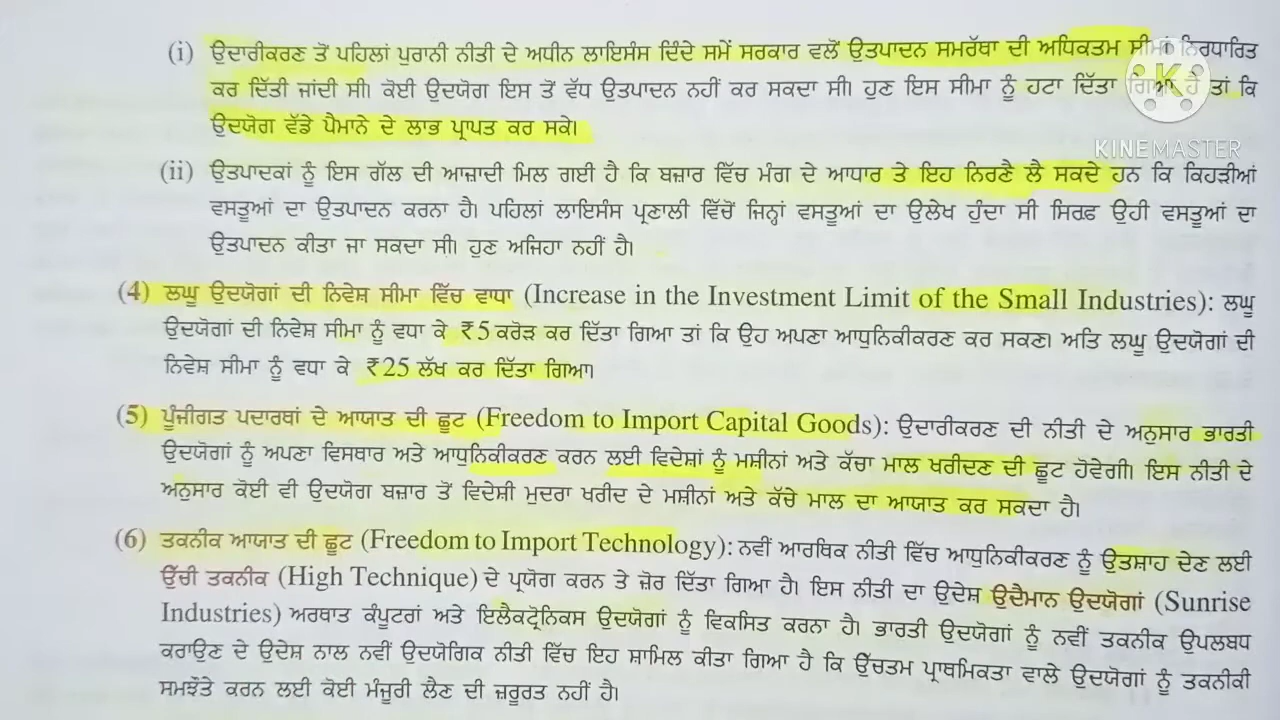 (i) ਉਦਾਰੀਕਰਣ ਤੋਂ ਪਹਿਲਾਂ ਪੁਰਾਨੀ ਨੀਤੀ ਦੇ ਅਧੀਨ ਲਾਇਸੰਸ ਦਿੰਦੇ ਸਮੇਂ ਸਰਕਾਰ ਵਲੋਂ ਉਤਪਾਦਨ ਸਮਰੱਥਾ ਦੀ ਅਧਿਕਤਮ ਸੀਮਾ ਨਿਰਧਾਰਿਤ
ਕਰ ਦਿੱਤੀ ਜਾਂਦੀ ਸੀ। ਕੋਈ ਉਦਯੋਗ ਇਸ ਤੋਂ ਵੱਧ ਉਤਪਾਦਨ ਨਹੀਂ ਕਰ ਸਕਦਾ ਸੀ। ਹੁਣ ਇਸ ਸੀਮਾ ਨੂੰ ਹਟਾ ਦਿੱਤਾ ਗਿਆ ਹੈ ਤਾਂ ਕਿ
ਉਦਯੋਗ ਵੱਡੇ ਪੈਮਾਨੇ ਦੇ ਲਾਭ ਪ੍ਰਾਪਤ ਕਰ ਸਕੇ।
KINEMASTER
(ii) ਉਤਪਾਦਕਾਂ ਨੂੰ ਇਸ ਗੱਲ ਦੀ ਆਜ਼ਾਦੀ ਮਿਲ ਗਈ ਹੈ ਕਿ ਬਜ਼ਾਰ ਵਿੱਚ ਮੰਗ ਦੇ ਆਧਾਰ ਤੇ ਇਹ ਨਿਰਣੇ ਲੈ ਸਕਦੇ ਹਨ ਕਿ ਕਿਹੜੀਆਂ
ਵਸਤੂਆਂ ਦਾ ਉਤਪਾਦਨ ਕਰਨਾ ਹੈ। ਪਹਿਲਾਂ ਲਾਇਸੰਸ ਪ੍ਰਣਾਲੀ ਵਿੱਚੋਂ ਜਿਨ੍ਹਾਂ ਵਸਤੂਆਂ ਦਾ ਉਲੇਖ ਹੁੰਦਾ ਸੀ ਸਿਰਫ਼ ਉਹੀ ਵਸਤੂਆਂ ਦਾ
ਉਤਪਾਦਨ ਕੀਤਾ ਜਾ ਸਕਦਾ ਸੀ। ਹੁਣ ਅਜਿਹਾ ਨਹੀਂ ਹੈ।
(4) ਲਘੂ ਉਦਯੋਗਾਂ ਦੀ ਨਿਵੇਸ਼ ਸੀਮਾ ਵਿੱਚ ਵਾਧਾ (Increase in the Investment Limit of the Small Industries): ਲਘੂ
ਉਦਯੋਗਾਂ ਦੀ ਨਿਵੇਸ਼ ਸੀਮਾ ਨੂੰ ਵਧਾ ਕੇ ₹5 ਕਰੋੜ ਕਰ ਦਿੱਤਾ ਗਿਆ ਤਾਂ ਕਿ ਉਹ ਅਪਣਾ ਆਧੁਨਿਕੀਕਰਣ ਕਰ ਸਕਣ। ਅਤਿ ਲਘੂ ਉਦਯੋਗਾਂ ਦੀ
ਨਿਵੇਸ਼ ਸੀਮਾ ਨੂੰ ਵਧਾ ਕੇ ₹25 ਲੱਖ ਕਰ ਦਿੱਤਾ ਗਿਆ।
(5) ਪੂੰਜੀਗਤ ਪਦਾਰਥਾਂ ਦੇ ਆਯਾਤ ਦੀ ਛੂਟ (Freedom to Import Capital Goods): ਉਦਾਰੀਕਰਣ ਦੀ ਨੀਤੀ ਦੇ ਅਨੁਸਾਰ ਭਾਰਤੀ
ਉਦਯੋਗਾਂ ਨੂੰ ਅਪਣਾ ਵਿਸਥਾਰ ਅਤੇ ਆਧੁਨਿਕੀਕਰਣ ਕਰਨ ਲਈ ਵਿਦੇਸ਼ਾਂ ਨੂੰ ਮਸ਼ੀਨਾਂ ਅਤੇ ਕੱਚਾ ਮਾਲ ਖਰੀਦਣ ਦੀ ਛੂਟ ਹੋਵੇਗੀ। ਇਸ ਨੀਤੀ ਦੇ
ਅਨੁਸਾਰ ਕੋਈ ਵੀ ਉਦਯੋਗ ਬਜ਼ਾਰ ਤੋਂ ਵਿਦੇਸ਼ੀ ਮੁਦਰਾ ਖਰੀਦ ਦੇ ਮਸ਼ੀਨਾਂ ਅਤੇ ਕੱਚੇ ਮਾਲ ਦਾ ਆਯਾਤ ਕਰ ਸਕਦਾ ਹੈ।
(6) ਤਕਨੀਕ ਆਯਾਤ ਦੀ ਛੂਟ (Freedom to Import Technology): ਨਵੀਂ ਆਰਥਿਕ ਨੀਤੀ ਵਿੱਚ ਆਧੁਨਿਕੀਕਰਣ ਨੂੰ ਉਤਸ਼ਾਹ ਦੇਣ ਲਈ
ਉੱਚੀ ਤਕਨੀਕ (High Technique) ਦੇ ਪ੍ਰਯੋਗ ਕਰਨ ਤੇ ਜ਼ੋਰ ਦਿੱਤਾ ਗਿਆ ਹੈ। ਇਸ ਨੀਤੀ ਦਾ ਉਦੇਸ਼ ਉਦੈਮਾਨ ਉਦਯੋਗਾਂ (Sunrise
Industries) ਅਰਥਾਤ ਕੰਪੂਟਰਾਂ ਅਤੇ ਇਲੈਕਟ੍ਰੋਨਿਕਸ ਉਦਯੋਗਾਂ ਨੂੰ ਵਿਕਸਿਤ ਕਰਨਾ ਹੈ। ਭਾਰਤੀ ਉਦਯੋਗਾਂ ਨੂੰ ਨਵੀਂ ਤਕਨੀਕ ਉਪਲਬਧ
ਕਰਾਉਣ ਦੇ ਉਦੇਸ਼ ਨਾਲ ਨਵੀਂ ਉਦਯੋਗਿਕ ਨੀਤੀ ਵਿੱਚ ਇਹ ਸ਼ਾਮਿਲ ਕੀਤਾ ਗਿਆ ਹੈ ਕਿ ਉੱਚਤਮ ਪ੍ਰਾਥਮਿਕਤਾ ਵਾਲੇ ਉਦਯੋਗਾਂ ਨੂੰ ਤਕਨੀਕੀ
ਸਮਝੌਤੇ ਕਰਨ ਲਈ ਕੋਈ ਮੰਜੂਰੀ ਲੈਣ ਦੀ ਜ਼ਰੂਰਤ ਨਹੀਂ ਹੈ।